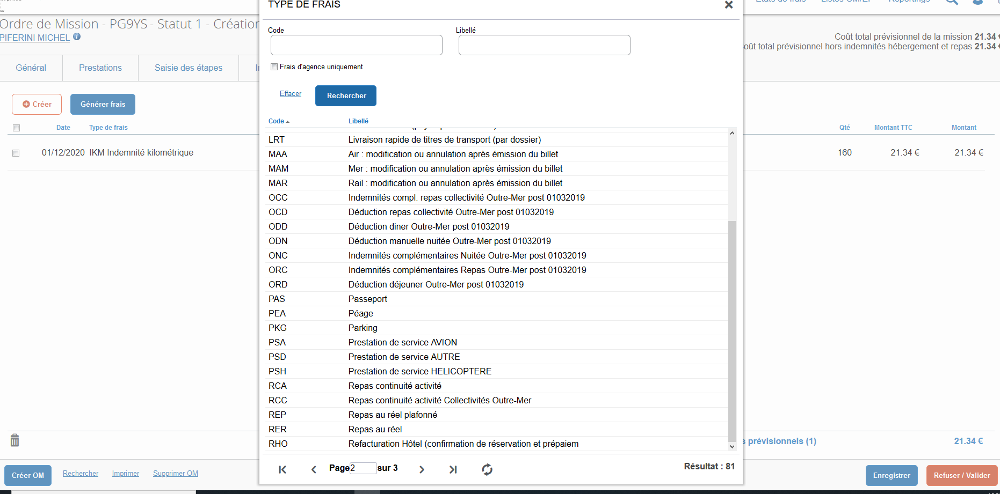 TYPE DE FRAIS
États de frais Listes OM/EF Reportings
Ordre de Mission - PG9YS - Statut 1 - Création
PIFERINI MICHEL
Coût total prévisionnel de la mission 21.34 €
oût total prévisionnel hors indemnités hébergement et repas 21.34 €
Général Prestations Saisie des étapes
Code Libellé
Frais d'agence uniquement
Effacer Rechercher
Créer Générer frais
Date Type de frais Qté Montant TTC Montant
01/12/2020 IKM Indemnité kilométrique 160 21.34 € 21.34 €
Code Libellé
LRT Livraison rapide de titres de transport (par dossier)
MAA Air : modification ou annulation après émission du billet
MAM Mer : modification ou annulation après émission du billet
MAR Rail : modification ou annulation après émission du billet
OCC Indemnités compl. repas collectivité Outre-Mer post 01032019
OCD Déduction repas collectivité Outre-Mer post 01032019
ODD Déduction diner Outre-Mer post 01032019
ODN Déduction manuelle nuitée Outre-Mer post 01032019
ONC Indemnités complémentaires Nuitée Outre-Mer post 01032019
ORC Indemnités complémentaires Repas Outre-Mer post 01032019
ORD Déduction déjeuner Outre-Mer post 01032019
PAS Passeport
PEA Péage
PKG Parking
PSA Prestation de service AVION
PSD Prestation de service AUTRE
PSH Prestation de service HELICOPTERE
RCA Repas continuité activité
RCC Repas continuité activité Collectivités Outre-Mer
REP Repas au réel plafonné
RER Repas au réel
RHO Refacturation Hôtel (confirmation de réservation et prépaiem
s prévisionnels (1) 21.34 €
Page 2 sur 3 Résultat : 81
Créer OM Rechercher Imprimer Supprimer OM Enregistrer Refuser / Valider